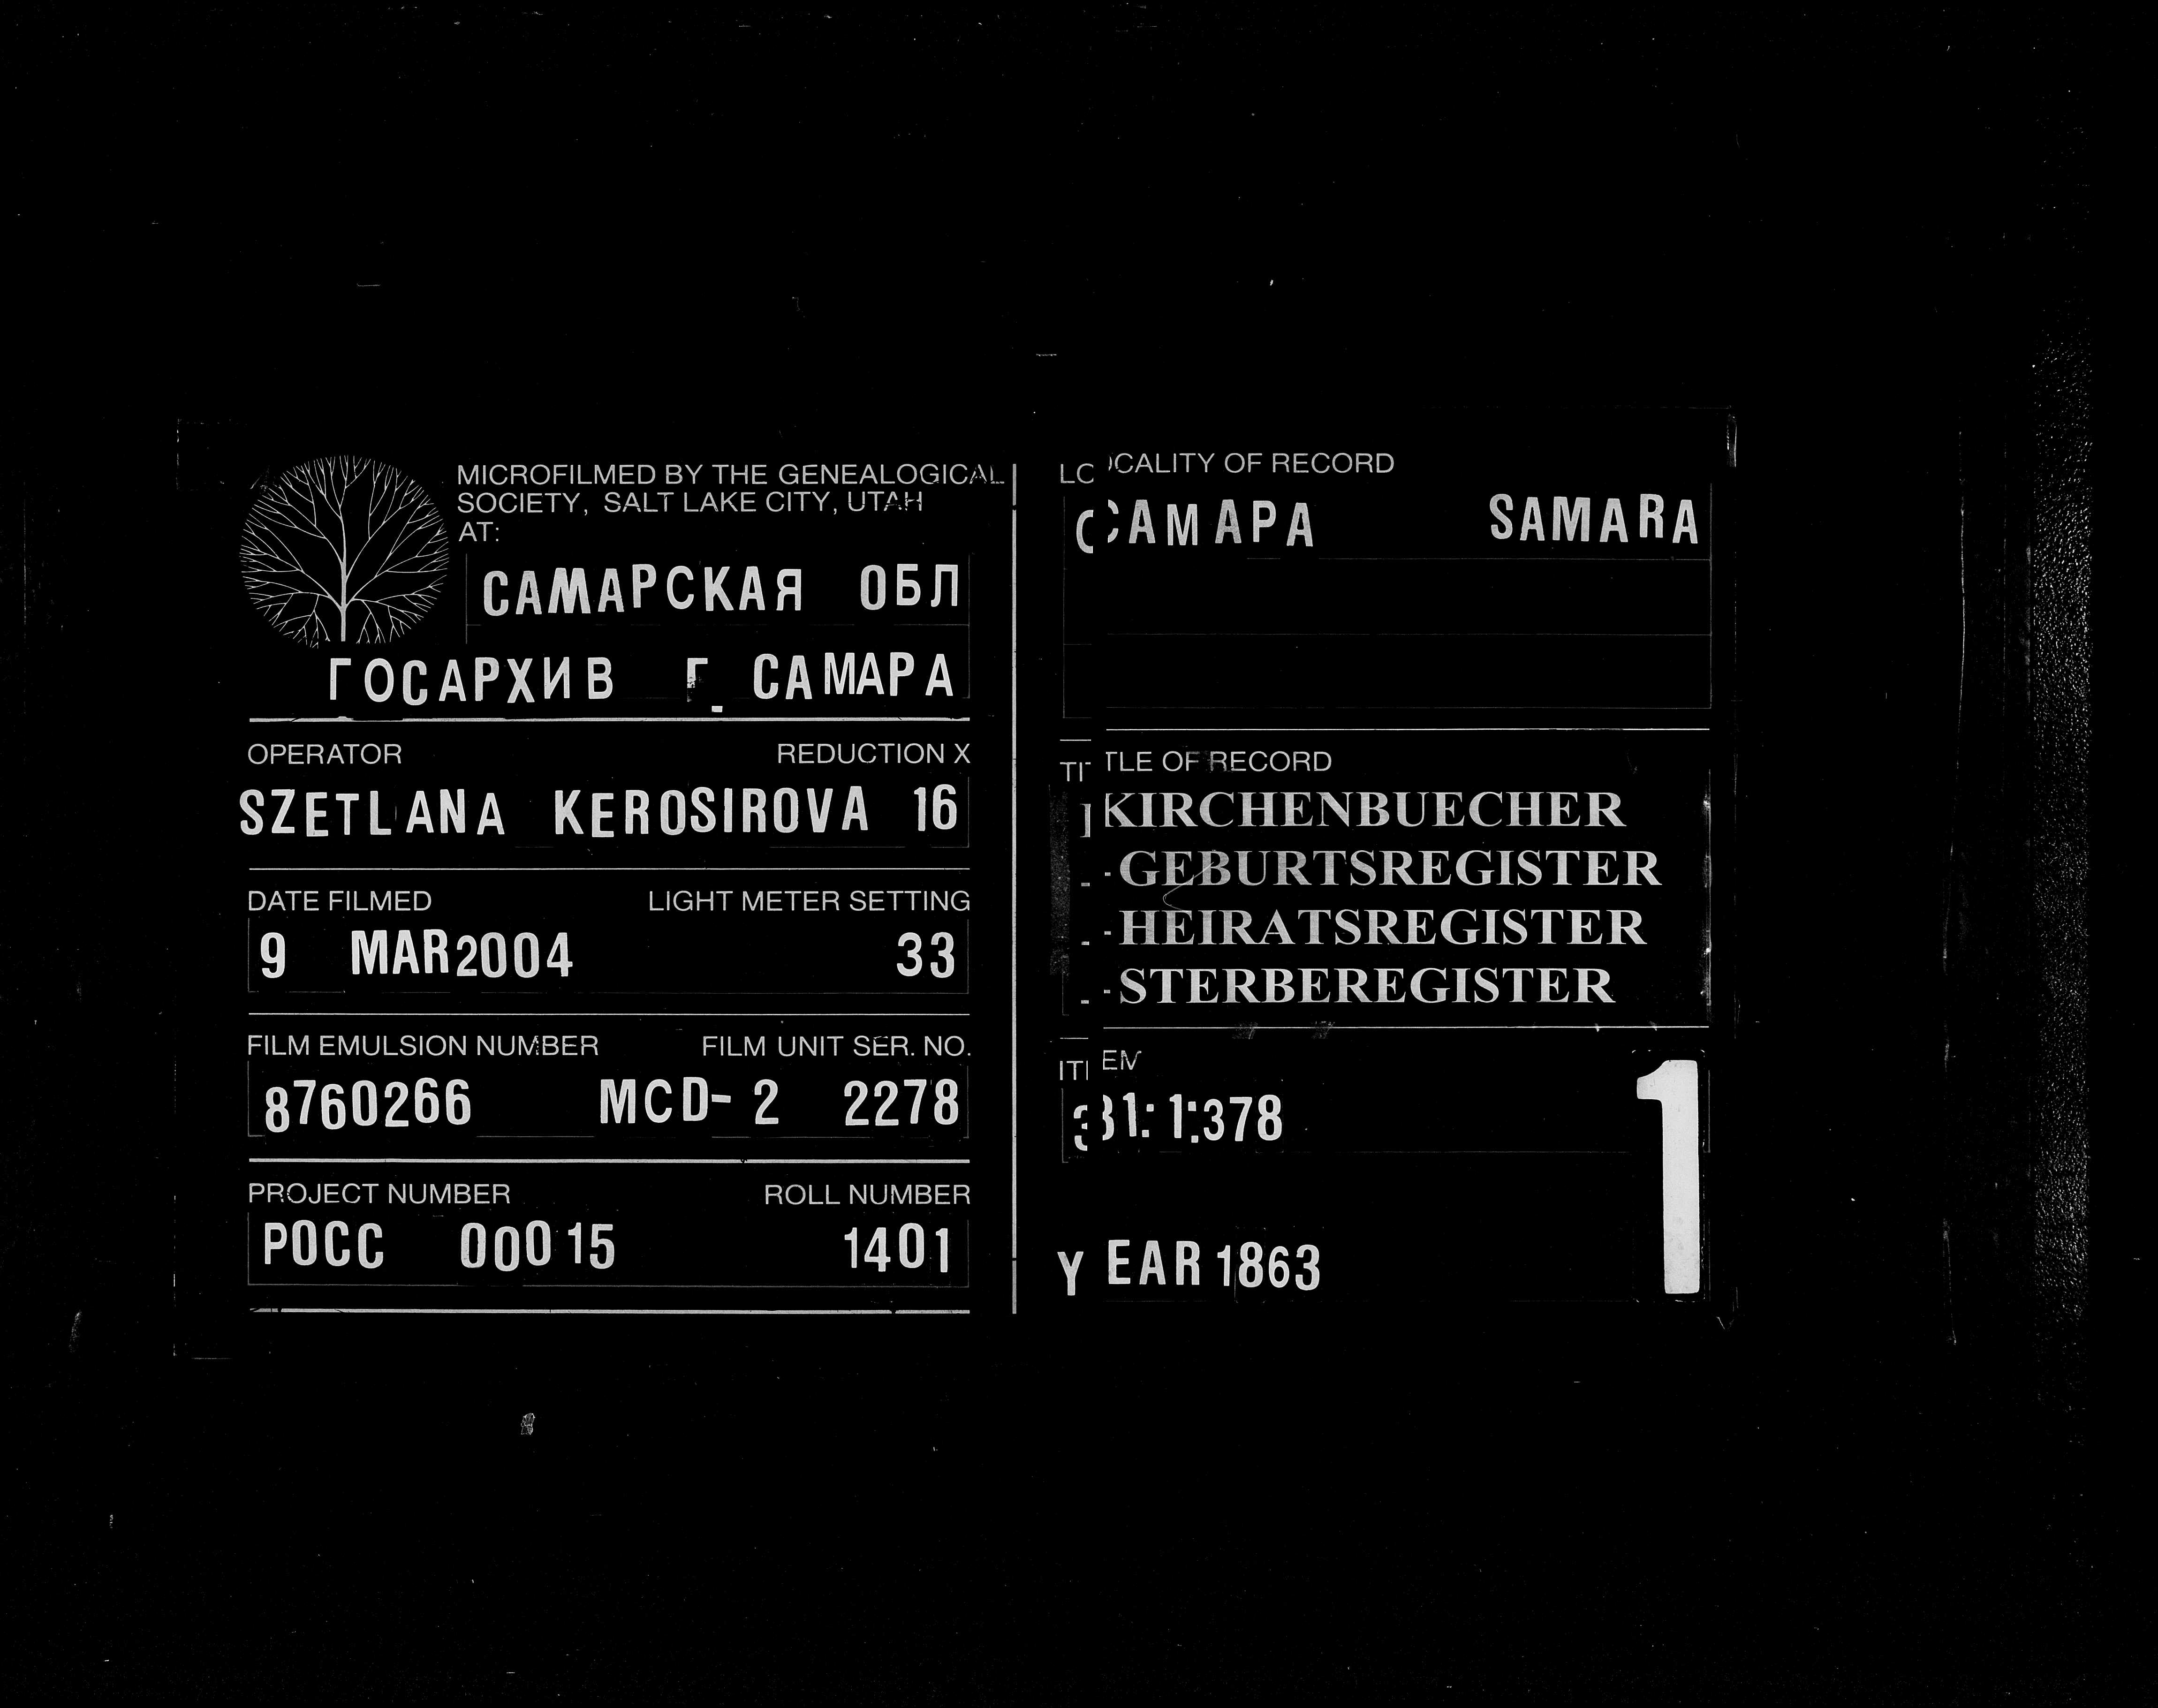 MICROFILMED BY THE GENEALOGICAL
SOCIETY, SALT LAKE CITY, UTAH
AT:
САМАРСКАЯ ОБЛ
ГОСАРХИВ Г. САМАРА
OPERATOR REDUCTION X
SZETLANA KEROSIROVA 16
DATE FILMED LIGHT METER SETTING
9 MAR 2004 33
FILM EMULSION NUMBER FILM UNIT SER. NO.
8760266 MCD-2 2278
PROJECT NUMBER ROLL NUMBER
РОСС 00015 1401
LOCALITY OF RECORD
САМАРА SAMARA
TITLE OF RECORD
KIRCHENBUECHER
-GEBURTSREGISTER
-HEIRATSREGISTER
-STERBEREGISTER
ITEM
1
YEAR 1863